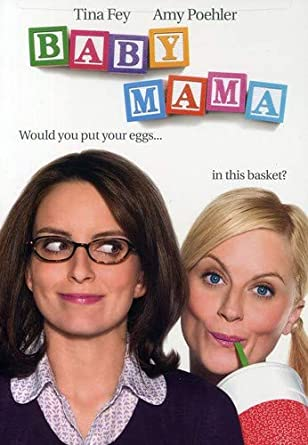 Tina Fey Amy Poehler
BABY
MAMA
Would you put your eggs...
in this basket?